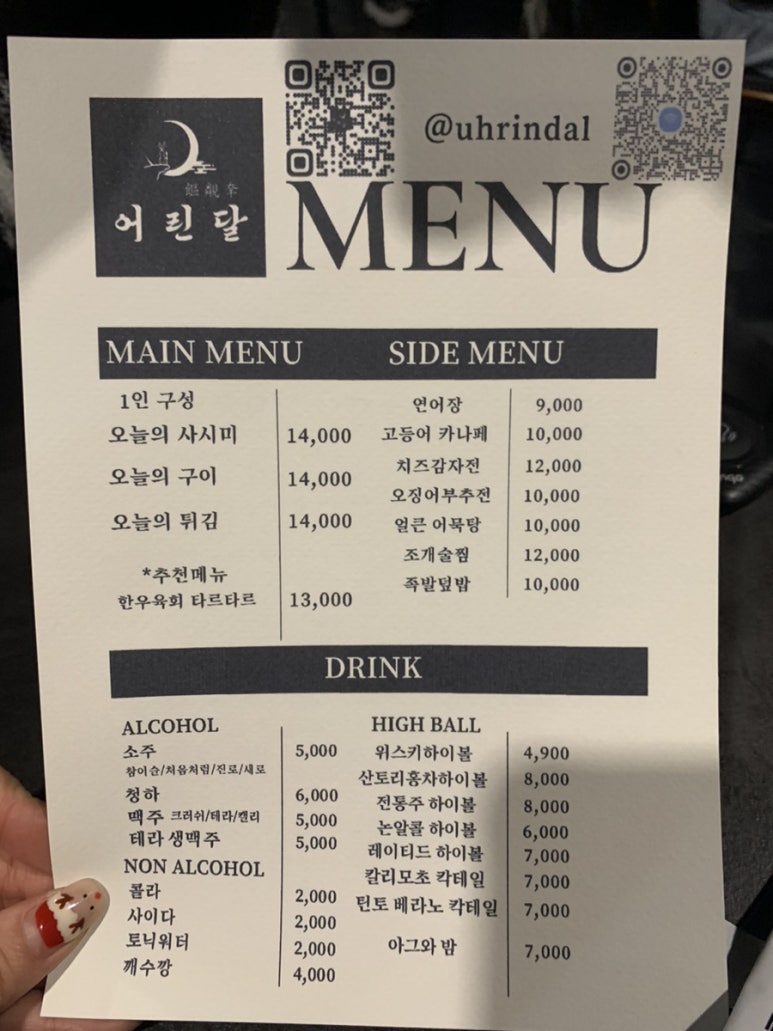 @uhrindal
어린달
MENU
MAIN MENU
1인 구성
오늘의 사시미 14,000
오늘의 구이 14,000
오늘의 튀김 14,000
*추천메뉴
한우육회 타르타르 13,000
SIDE MENU
연어장 9,000
고등어 카나페 10,000
치즈감자전 12,000
오징어부추전 10,000
얼큰 어묵탕 10,000
조개술찜 12,000
족발덮밥 10,000
DRINK
ALCOHOL
소주 5,000
참이슬/처음처럼/진로/새로
청하 6,000
맥주 크러쉬/테라/켈리 5,000
테라 생맥주 5,000
NON ALCOHOL
콜라 2,000
사이다 2,000
토닉워터 2,000
깨수깡 4,000
HIGH BALL
위스키하이볼 4,900
산토리홍차하이볼 8,000
전통주 하이볼 8,000
논알콜 하이볼 6,000
레이티드 하이볼 7,000
칼리모초 칵테일 7,000
틴토 베라노 칵테일 7,000
아그와 밤 7,000